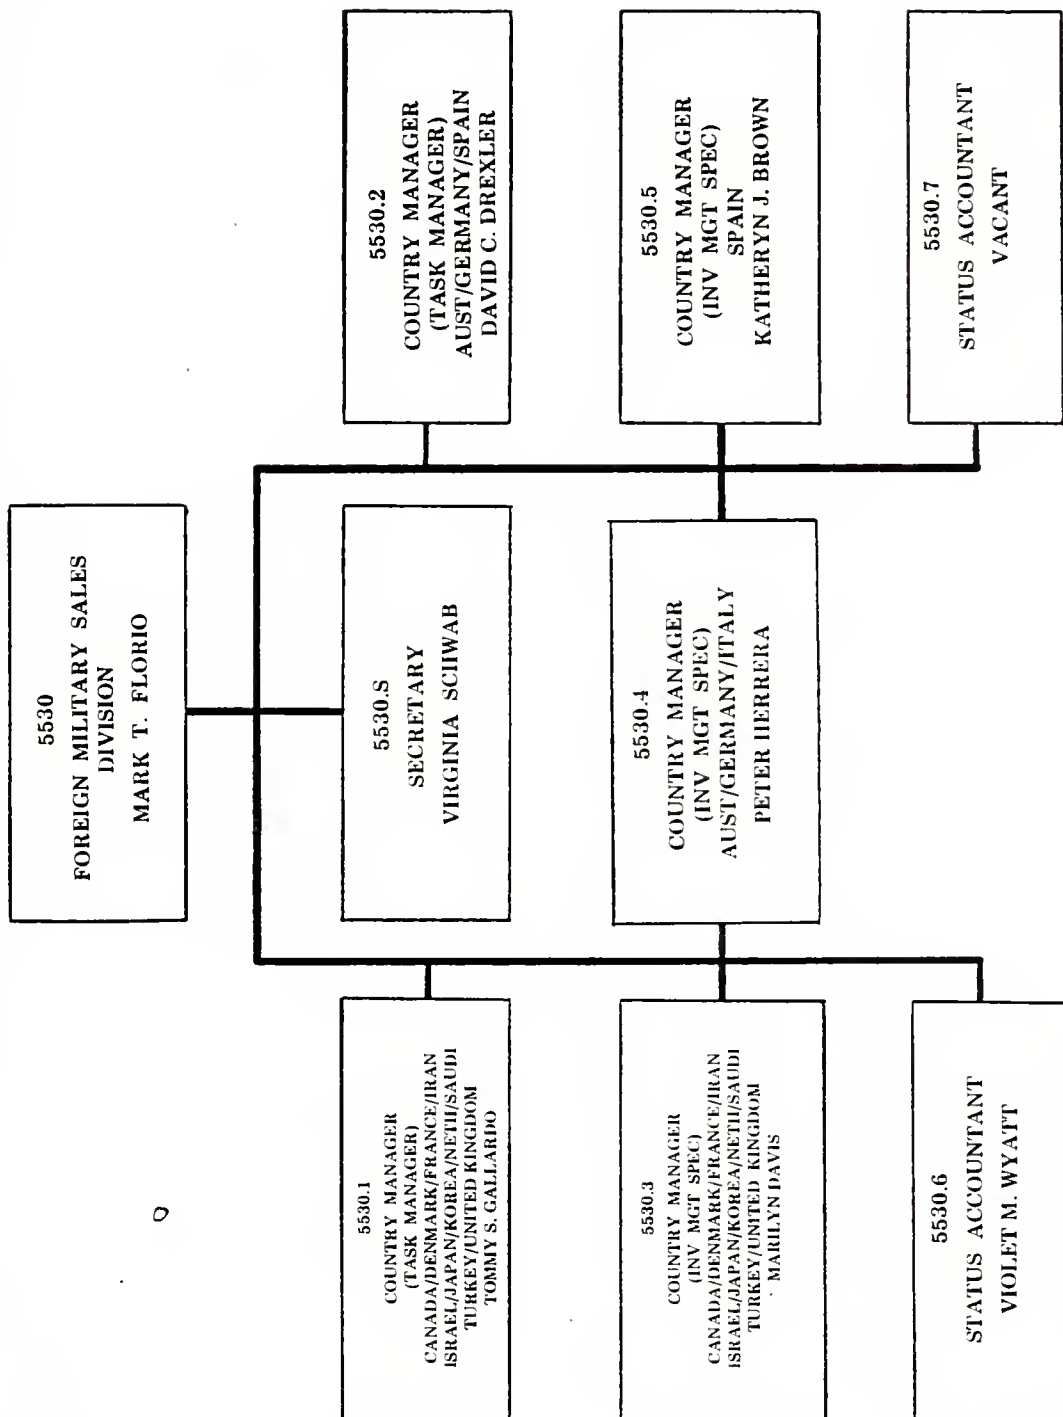 5530
FOREIGN MILITARY SALES
DIVISION
MARK T. FLORIO
5530.S
SECRETARY
VIRGINIA SCHWAB
5530.1
COUNTRY MANAGER
(TASK MANAGER)
CANADA/DENMARK/FRANCE/IRAN
ISRAEL/JAPAN/KOREA/NETH/SAUDI
TURKEY/UNITED KINGDOM
TOMMY S. GALLARDO
5530.2
COUNTRY MANAGER
(TASK MANAGER)
AUST/GERMANY/SPAIN
DAVID C. DREXLER
5530.3
COUNTRY MANAGER
(INV MGT SPEC)
CANADA/DENMARK/FRANCE/IRAN
ISRAEL/JAPAN/KOREA/NETH/SAUDI
TURKEY/UNITED KINGDOM
MARILYN DAVIS
5530.4
COUNTRY MANAGER
(INV MGT SPEC)
AUST/GERMANY/ITALY
PETER HERRERA
5530.5
COUNTRY MANAGER
(INV MGT SPEC)
SPAIN
KATHERYN J. BROWN
5530.6
STATUS ACCOUNTANT
VIOLET M. WYATT
5530.7
STATUS ACCOUNTANT
VACANT